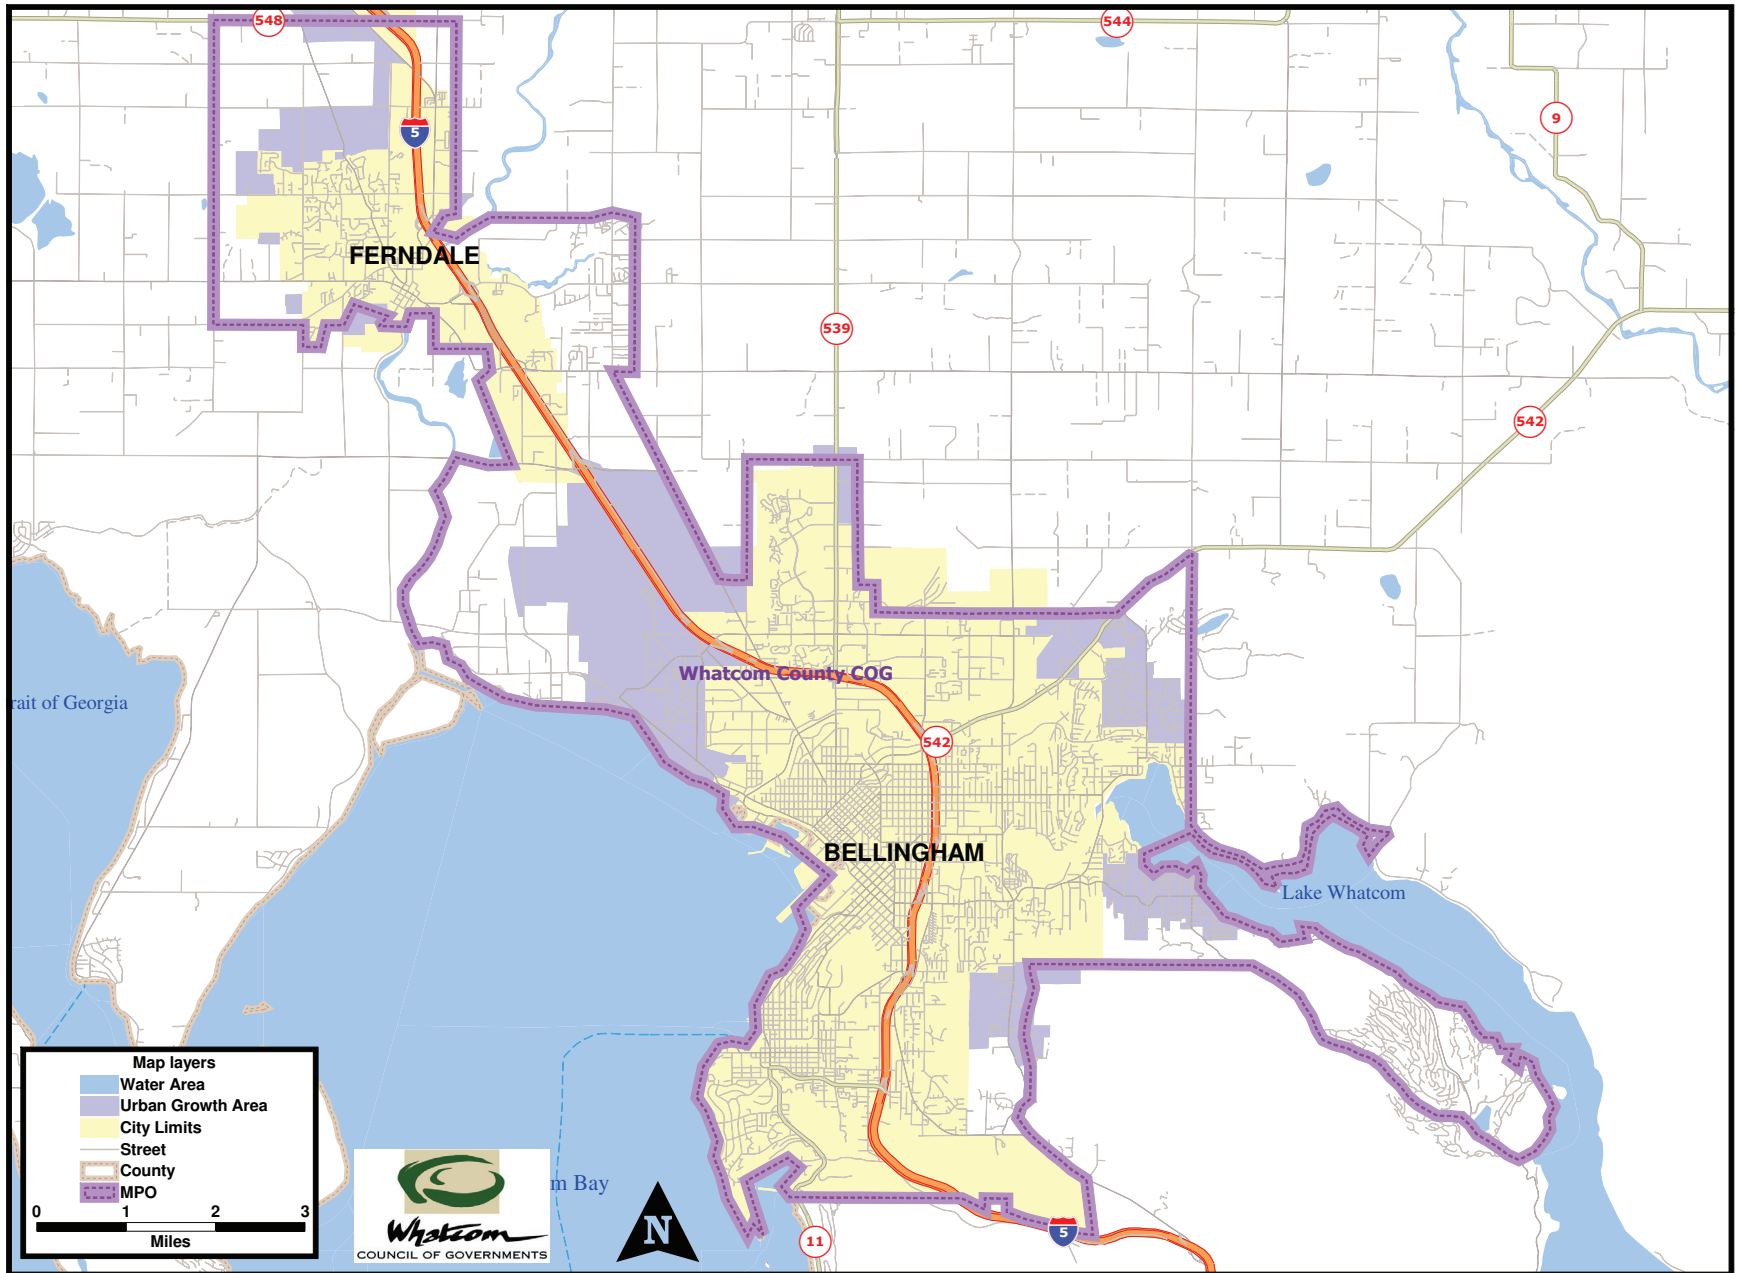 548
544
9
5
FERNDALE
539
542
Whatcom County COG
rait of Georgia
542
BELLINGHAM
Lake Whatcom
Map layers
Water Area
Urban Growth Area
City Limits
Street
County
MPO
0 1 2 3
Miles
Whatcom
COUNCIL OF GOVERNMENTS
m Bay
N
11
5